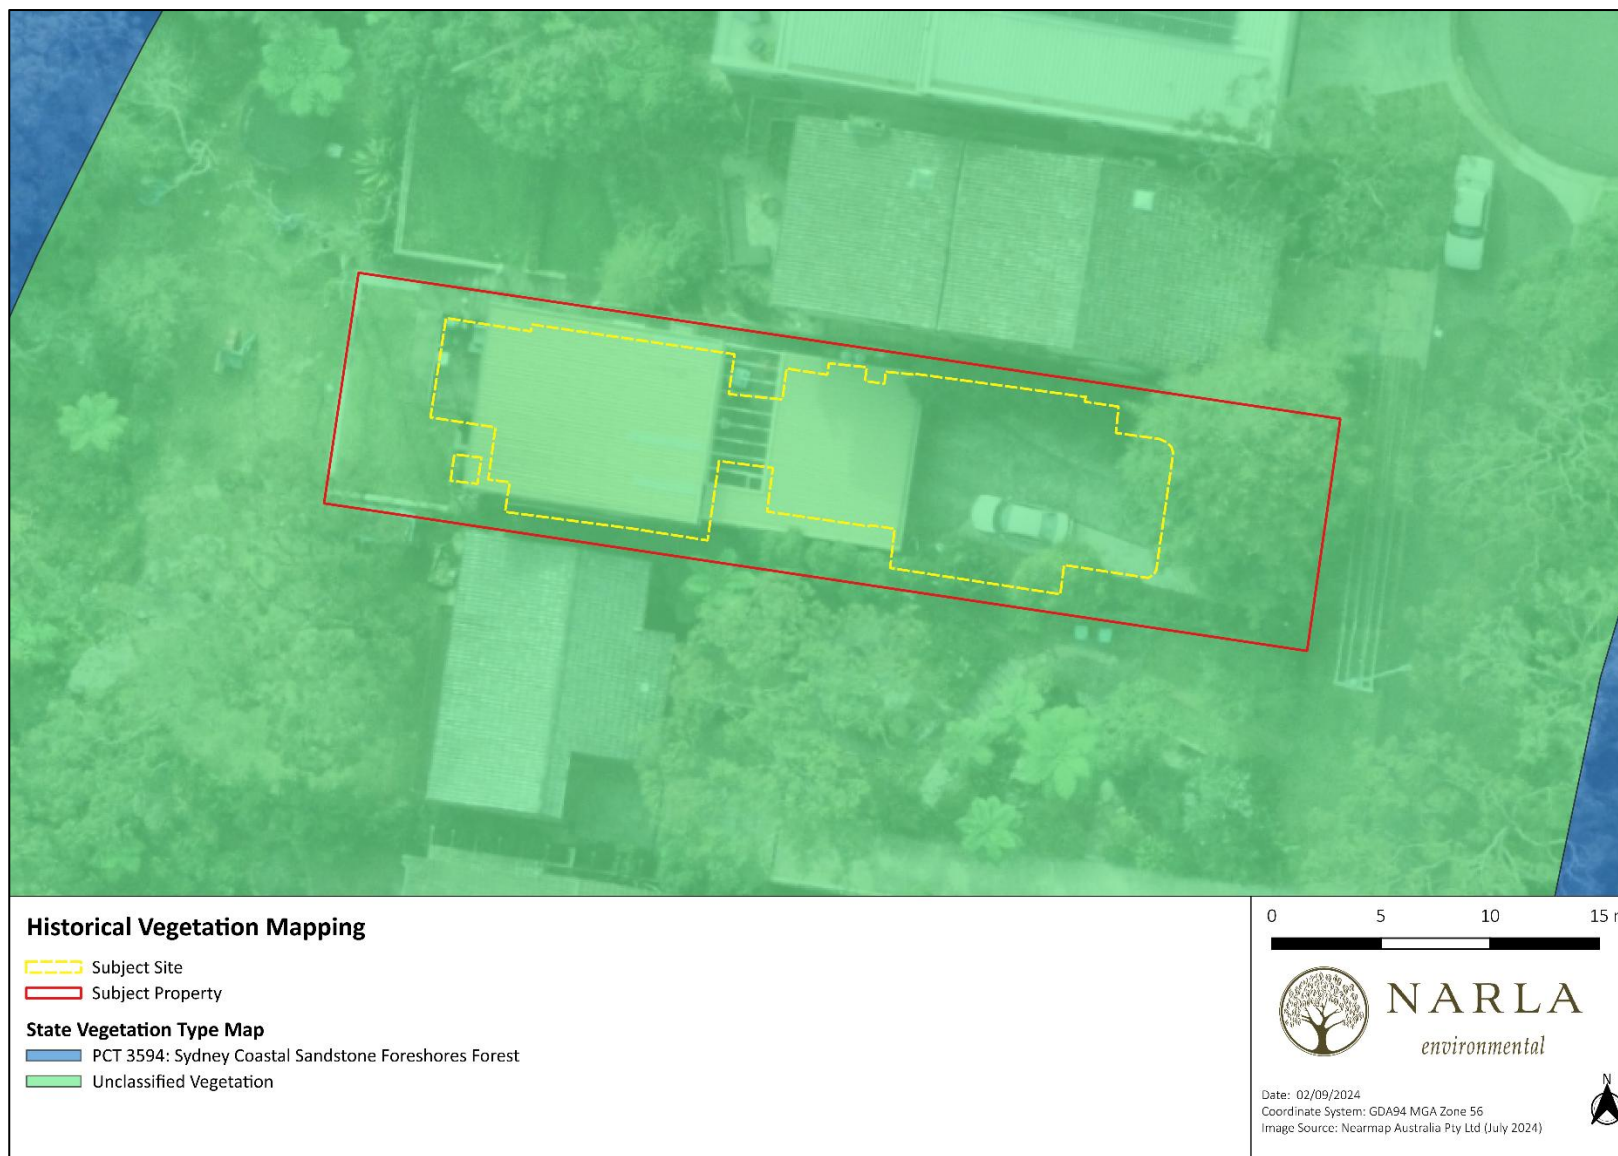 Historical Vegetation Mapping
Subject Site
Subject Property
State Vegetation Type Map
PCT 3594: Sydney Coastal Sandstone Foreshores Forest
Unclassified Vegetation
0 5 10 15
NARLA
environmental
N
Date: 02/09/2024
Coordinate System: GDA94 MGA Zone 56
Image Source: Nearmap Australia Pty Ltd (July 2024)